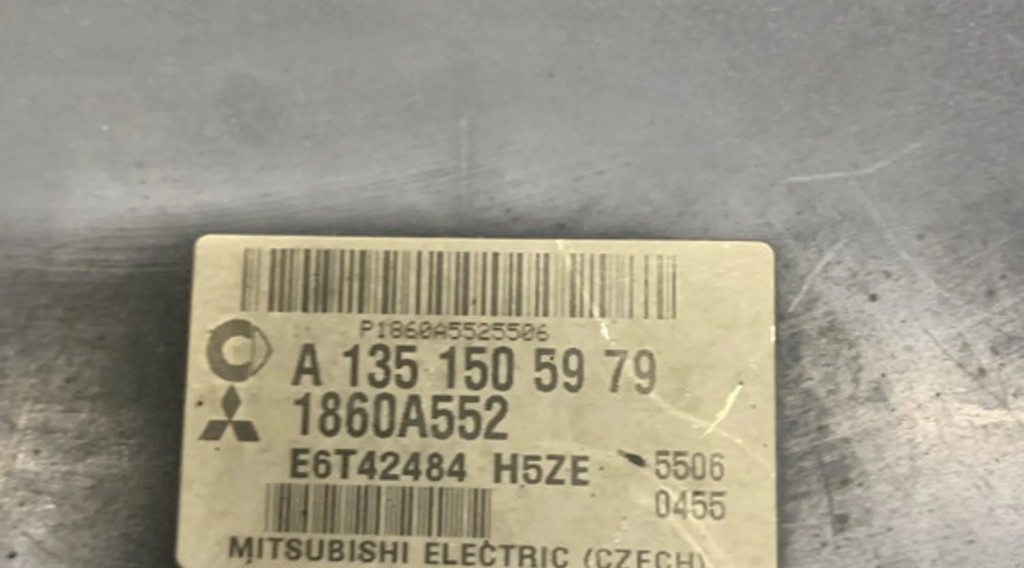 P1860A5525506
A 135 150 59 79
1860A552
E6T42484 H5ZE 5506
0455
MITSUBISHI ELECTRIC (CZECH)